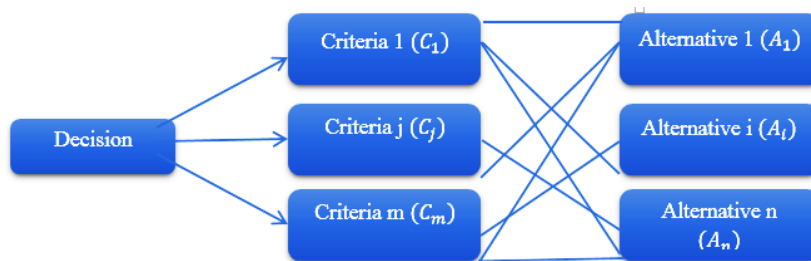 Decision
Criteria 1 (C₁)
Criteria j (Cⱼ)
Criteria m (Cₘ)
Alternative 1 (A₁)
Alternative i (Aᵢ)
Alternative n
(Aₙ)